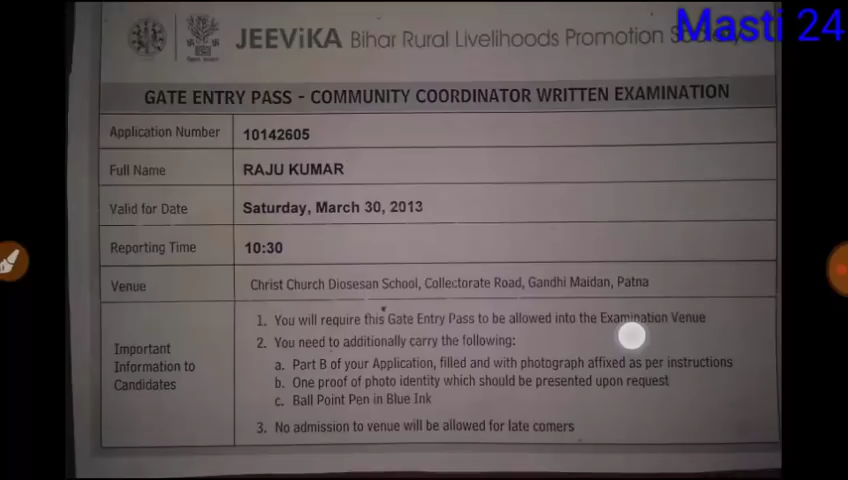 Masti 24
JEEViKA Bihar Rural Livelihoods Promotion
GATE ENTRY PASS - COMMUNITY COORDINATOR WRITTEN EXAMINATION
Application Number 10142605
Full Name RAJU KUMAR
Valid for Date Saturday, March 30, 2013
Reporting Time 10:30
Venue Christ Church Diosesan School, Collectorate Road, Gandhi Maidan, Patna
Important
Information to
Candidates
1. You will require this Gate Entry Pass to be allowed into the Examination Venue
2. You need to additionally carry the following:
a. Part B of your Application, filled and with photograph affixed as per instructions
b. One proof of photo identity which should be presented upon request
c. Ball Point Pen in Blue Ink
3. No admission to venue will be allowed for late comers